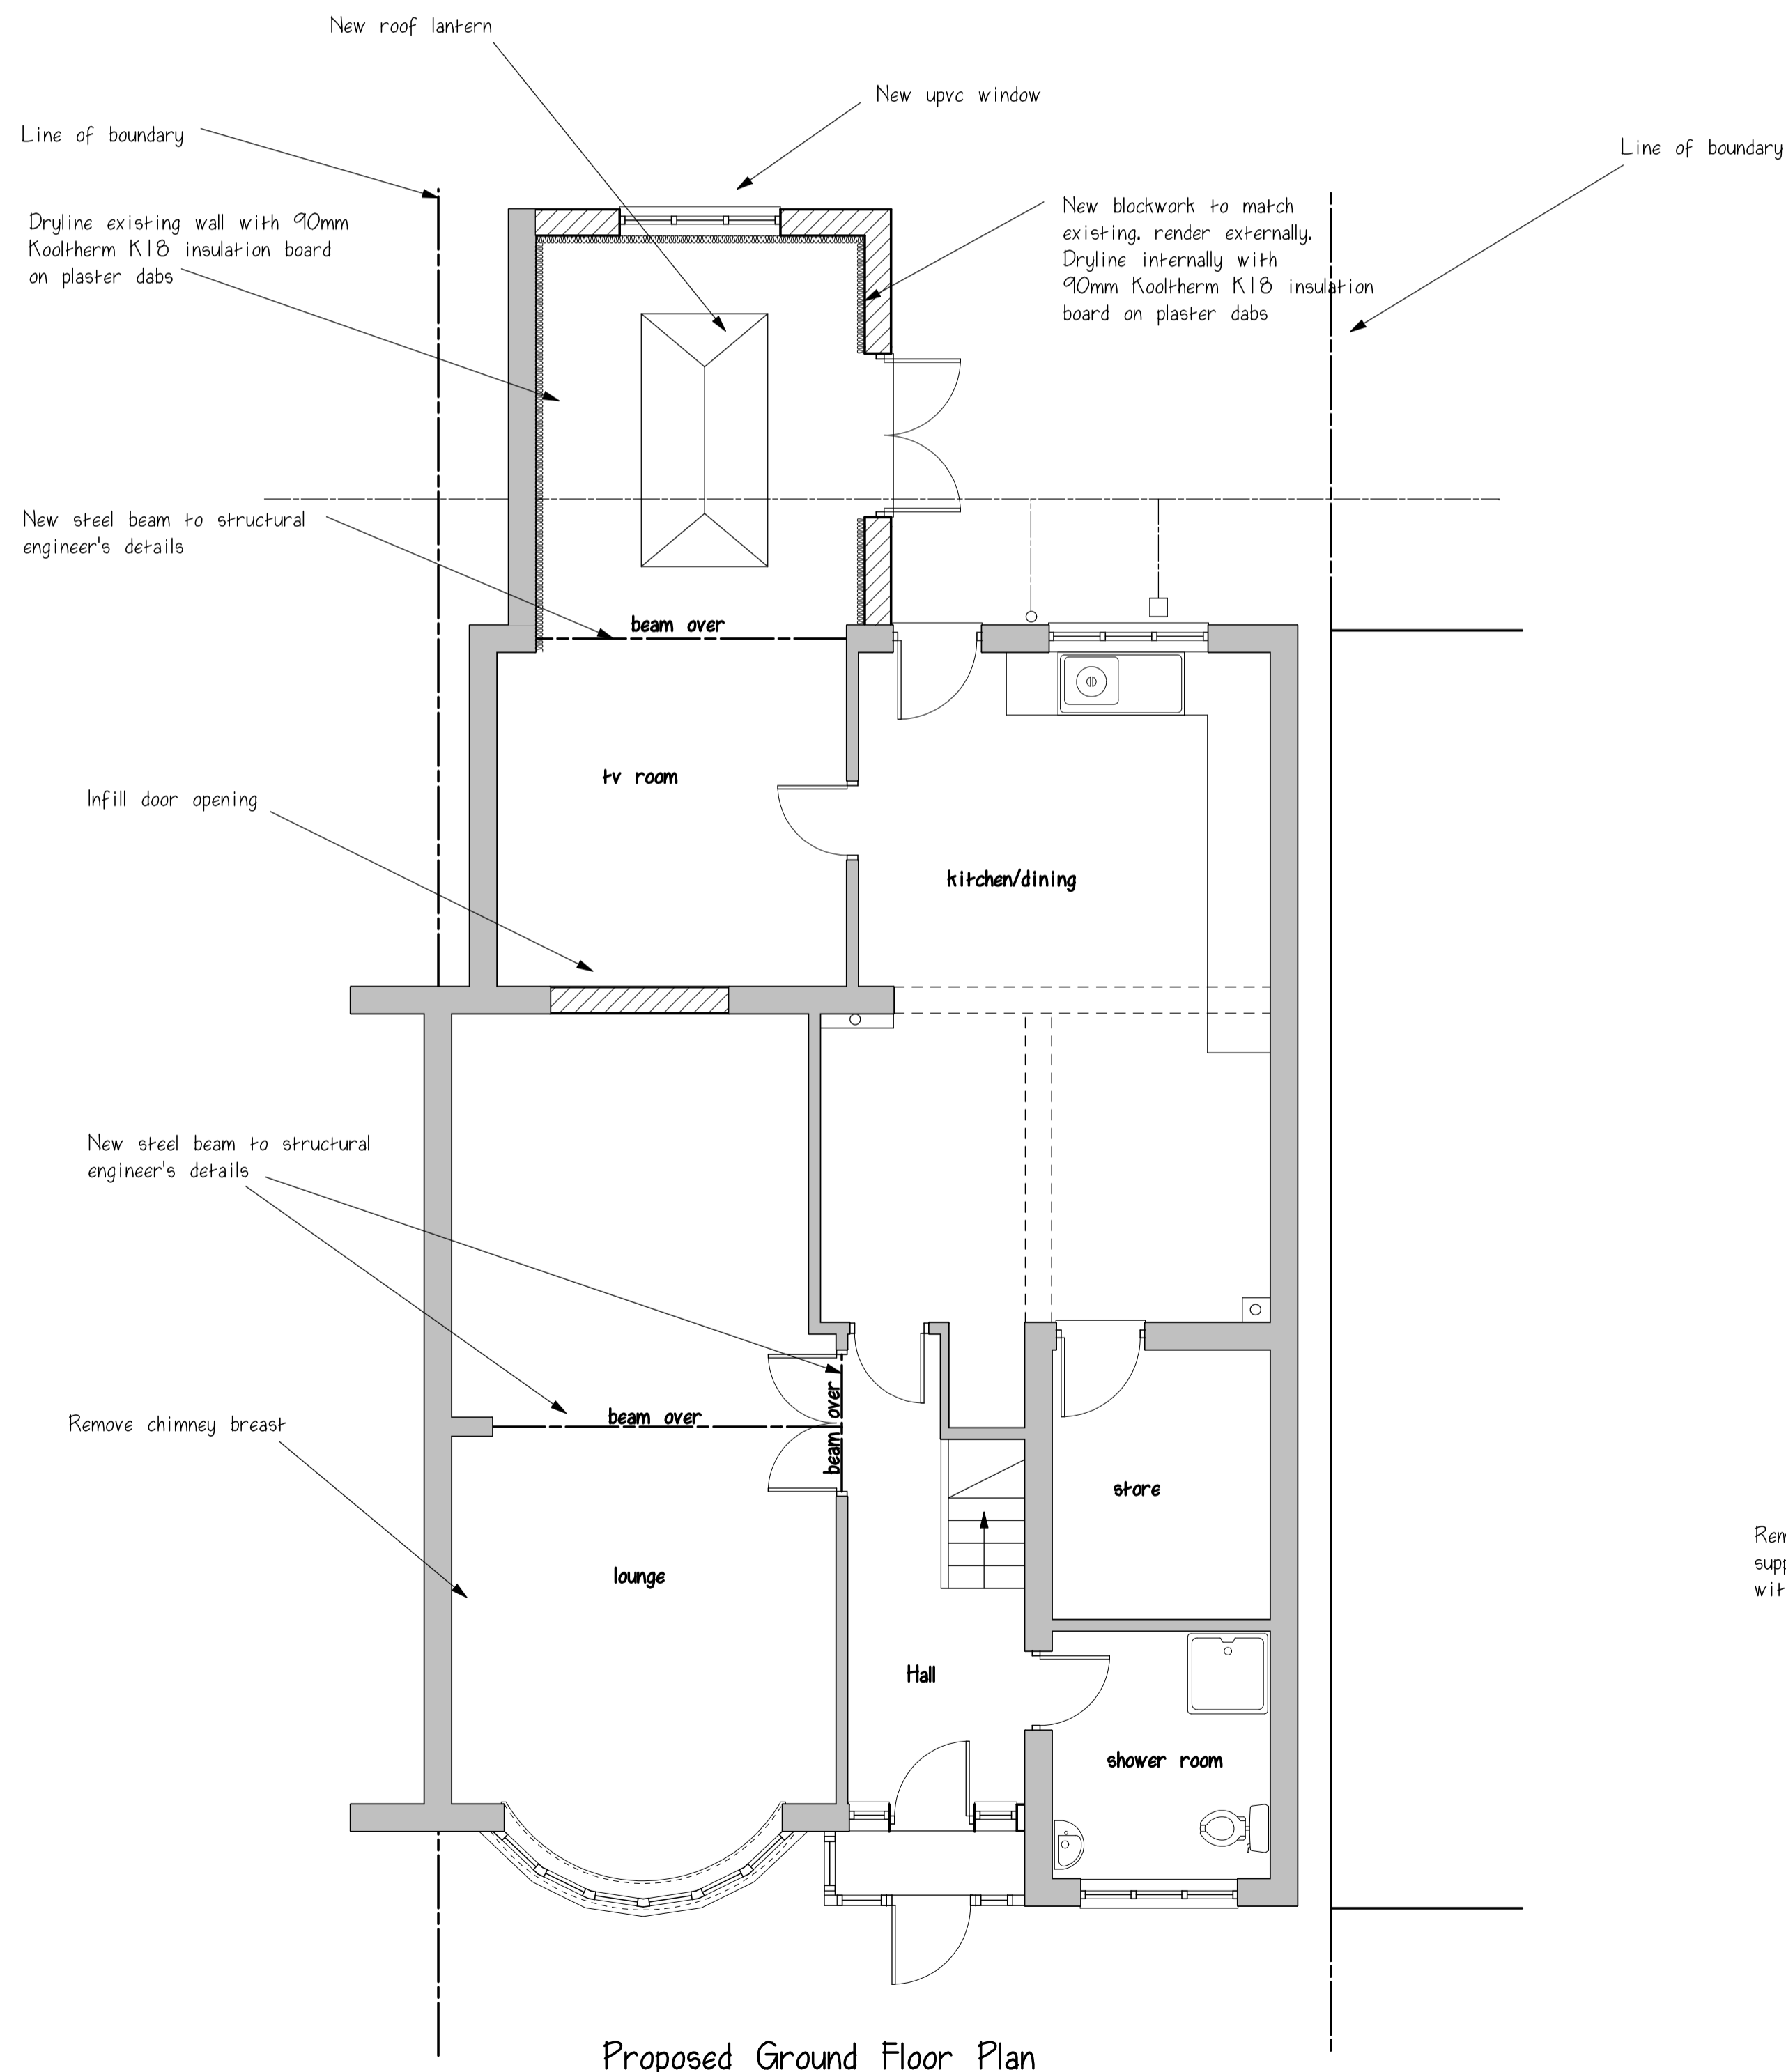 New roof lantern
New upvc window
Line of boundary
Line of boundary
Dryline existing wall with 90mm
Kooltherm K18 insulation board
on plaster dabs
New blockwork to match
existing. render externally.
Dryline internally with
90mm Kooltherm K18 insulation
board on plaster dabs
New steel beam to structural
engineer's details
beam over
tv room
Infill door opening
kitchen/dining
New steel beam to structural
engineer's details
beam over
beam over
Remove chimney breast
store
lounge
Hall
shower room
Proposed Ground Floor Plan